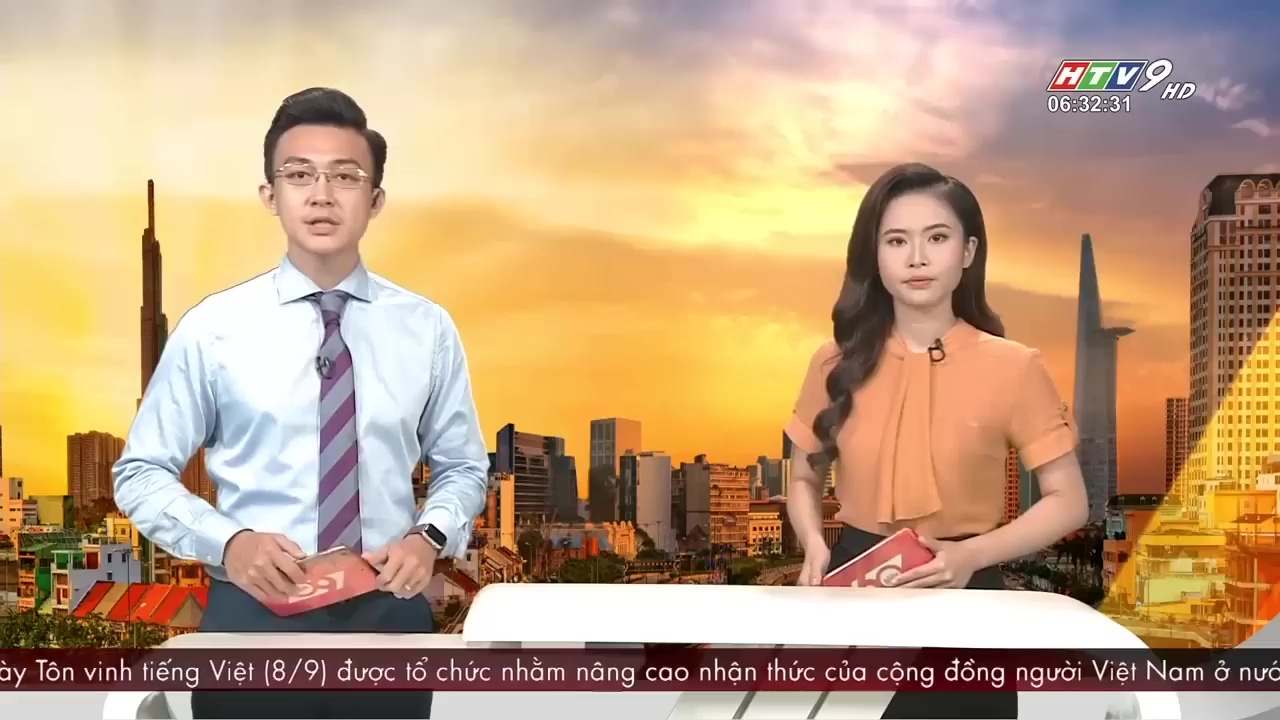 HTV9 HD
06:32:31
ày Tôn vinh tiếng Việt (8/9) được tổ chức nhằm nâng cao nhận thức của cộng đồng người Việt Nam ở nướ